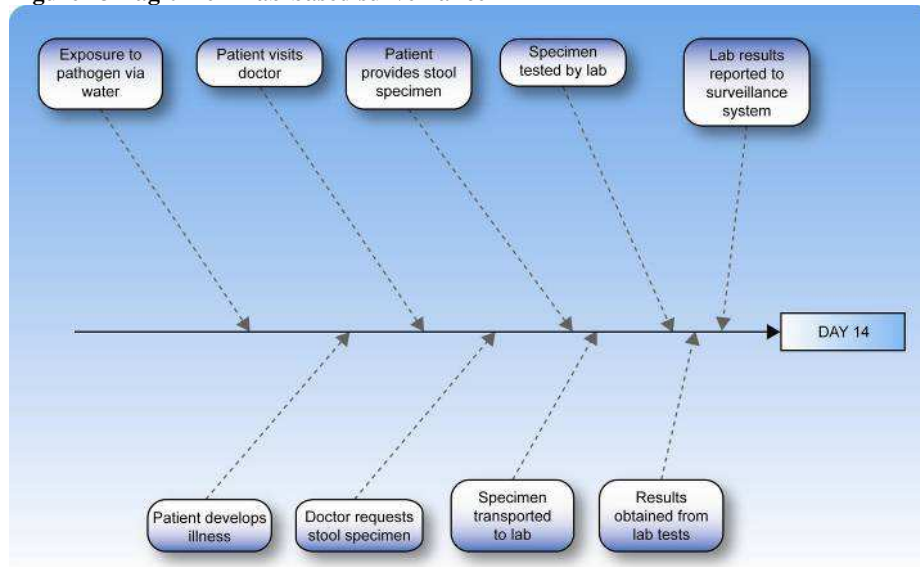 Exposure to
pathogen via
water
Patient visits
doctor
Patient
provides stool
specimen
Specimen
tested by lab
Lab results
reported to
surveillance
system
DAY 14
Patient develops
illness
Doctor requests
stool specimen
Specimen
transported
to lab
Results
obtained from
lab tests